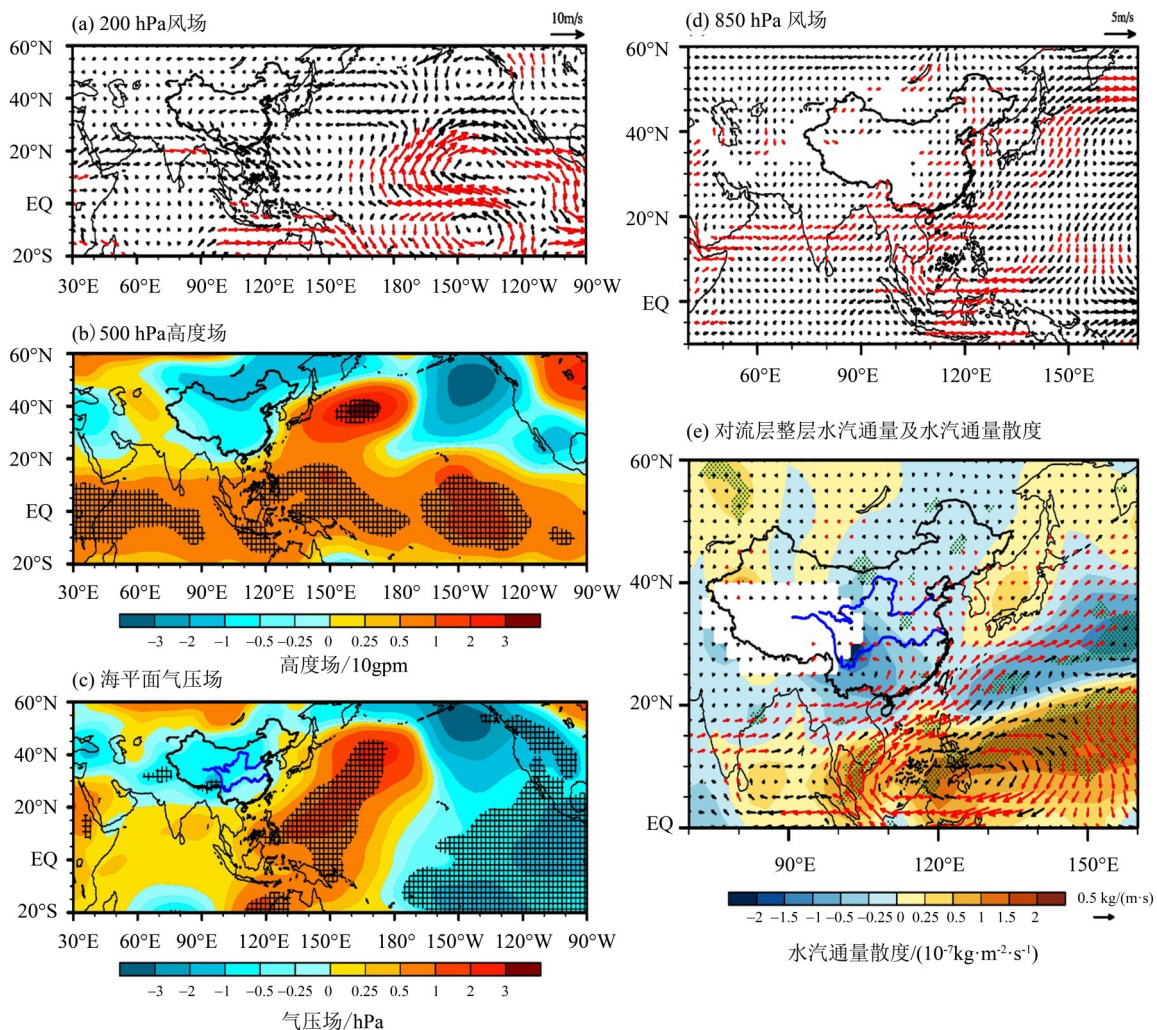 (a) 200 hPa风场
10m/s
60°N
40°N
20°N
EQ
20°S
30°E 60°E 90°E 120°E 150°E 180° 150°W 120°W 90°W
(b) 500 hPa高度场
60°N
40°N
20°N
EQ
20°S
30°E 60°E 90°E 120°E 150°E 180° 150°W 120°W 90°W
−3 −2 −1 −0.5 −0.25 0 0.25 0.5 1 2 3
高度场/10gpm
(c) 海平面气压场
60°N
40°N
20°N
EQ
20°S
30°E 60°E 90°E 120°E 150°E 180° 150°W 120°W 90°W
−3 −2 −1 −0.5 −0.25 0 0.25 0.5 1 2 3
气压场/hPa
(d) 850 hPa 风场
5m/s
60°N
40°N
20°N
EQ
60°E 90°E 120°E 150°E
(e) 对流层整层水汽通量及水汽通量散度
60°N
40°N
20°N
EQ
90°E 120°E 150°E
−2 −1.5 −1 −0.5 −0.25 0 0.25 0.5 1 1.5 2
0.5 kg/(m·s)
水汽通量散度/(10⁻⁷kg·m⁻²·s⁻¹)